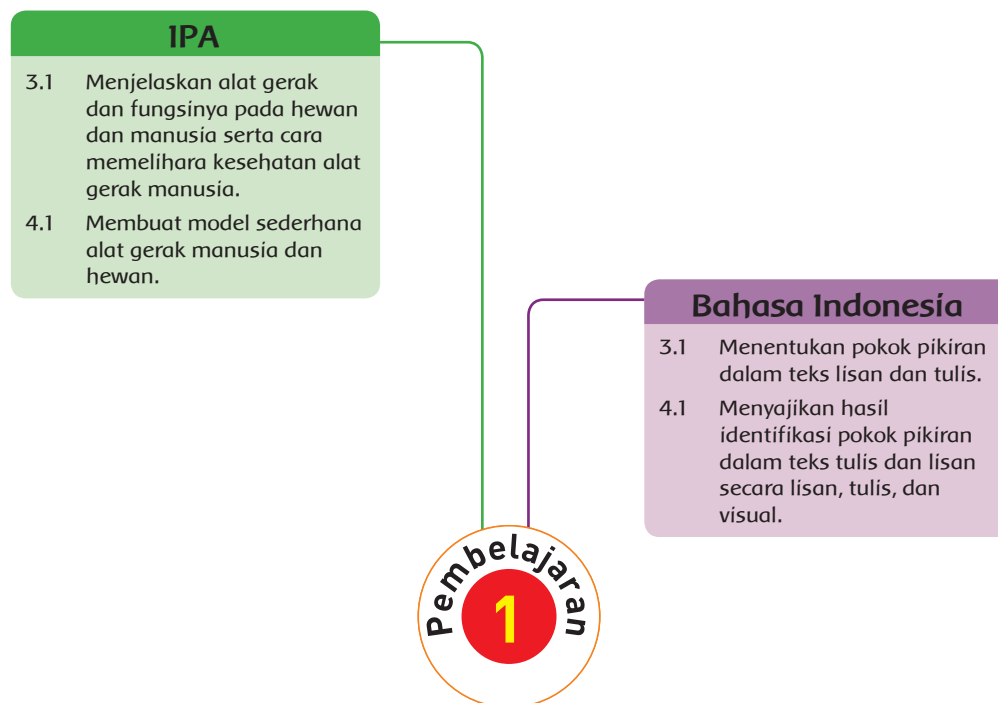 IPA
3.1 Menjelaskan alat gerak
dan fungsinya pada hewan
dan manusia serta cara
memelihara kesehatan alat
gerak manusia.
4.1 Membuat model sederhana
alat gerak manusia dan
hewan.
Bahasa Indonesia
3.1 Menentukan pokok pikiran
dalam teks lisan dan tulis.
4.1 Menyajikan hasil
identifikasi pokok pikiran
dalam teks tulis dan lisan
secara lisan, tulis, dan
visual.
Pembelajaran
1